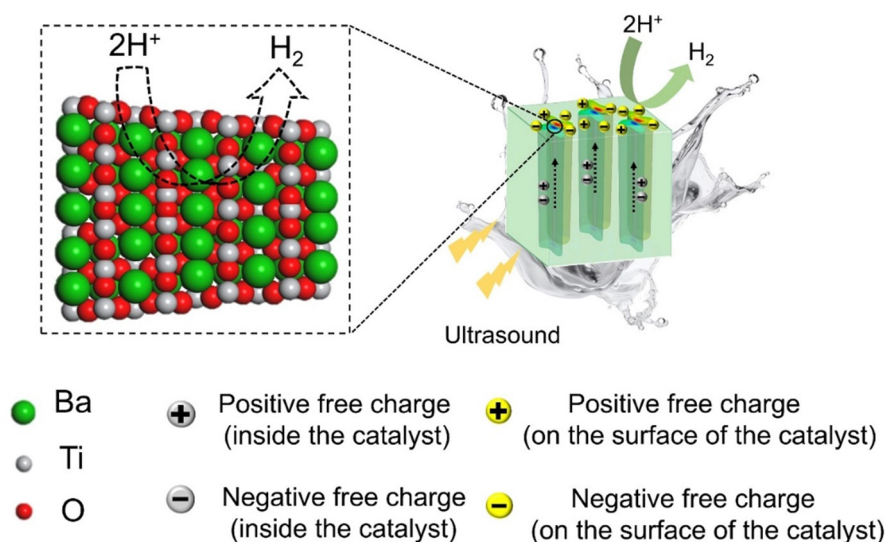 2H⁺
H₂
2H⁺
H₂
Ultrasound
Ba
Ti
O
Positive free charge
(inside the catalyst)
Negative free charge
(inside the catalyst)
Positive free charge
(on the surface of the catalyst)
Negative free charge
(on the surface of the catalyst)